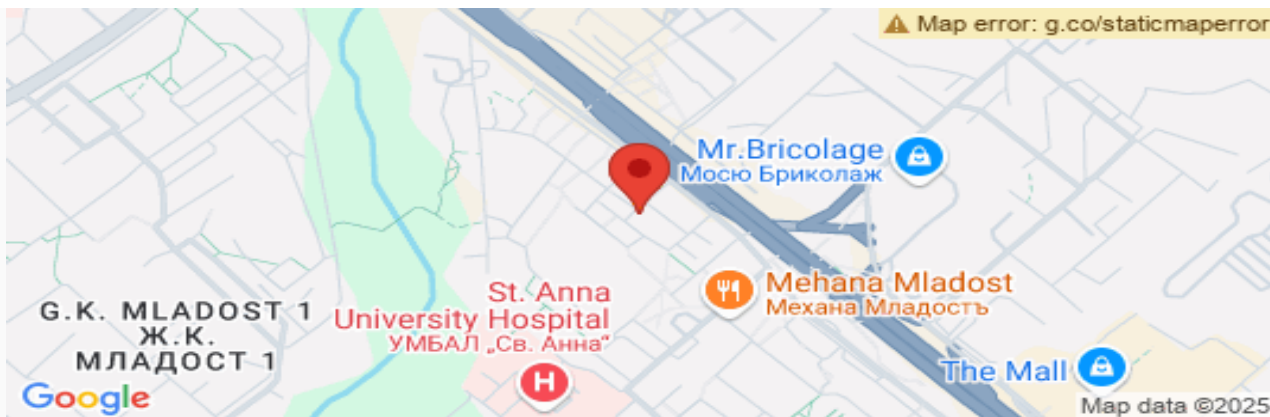 Map error: g.co/staticmaperror
Mr.Bricolage
Мосю Бриколаж
Mehana Mladost
Механа Младостъ
St. Anna
University Hospital
УМБАЛ „Св. Анна“
H
G.K. MLADOST 1
Ж.К.
МЛАДОСТ 1
The Mall
Google
Map data ©2025